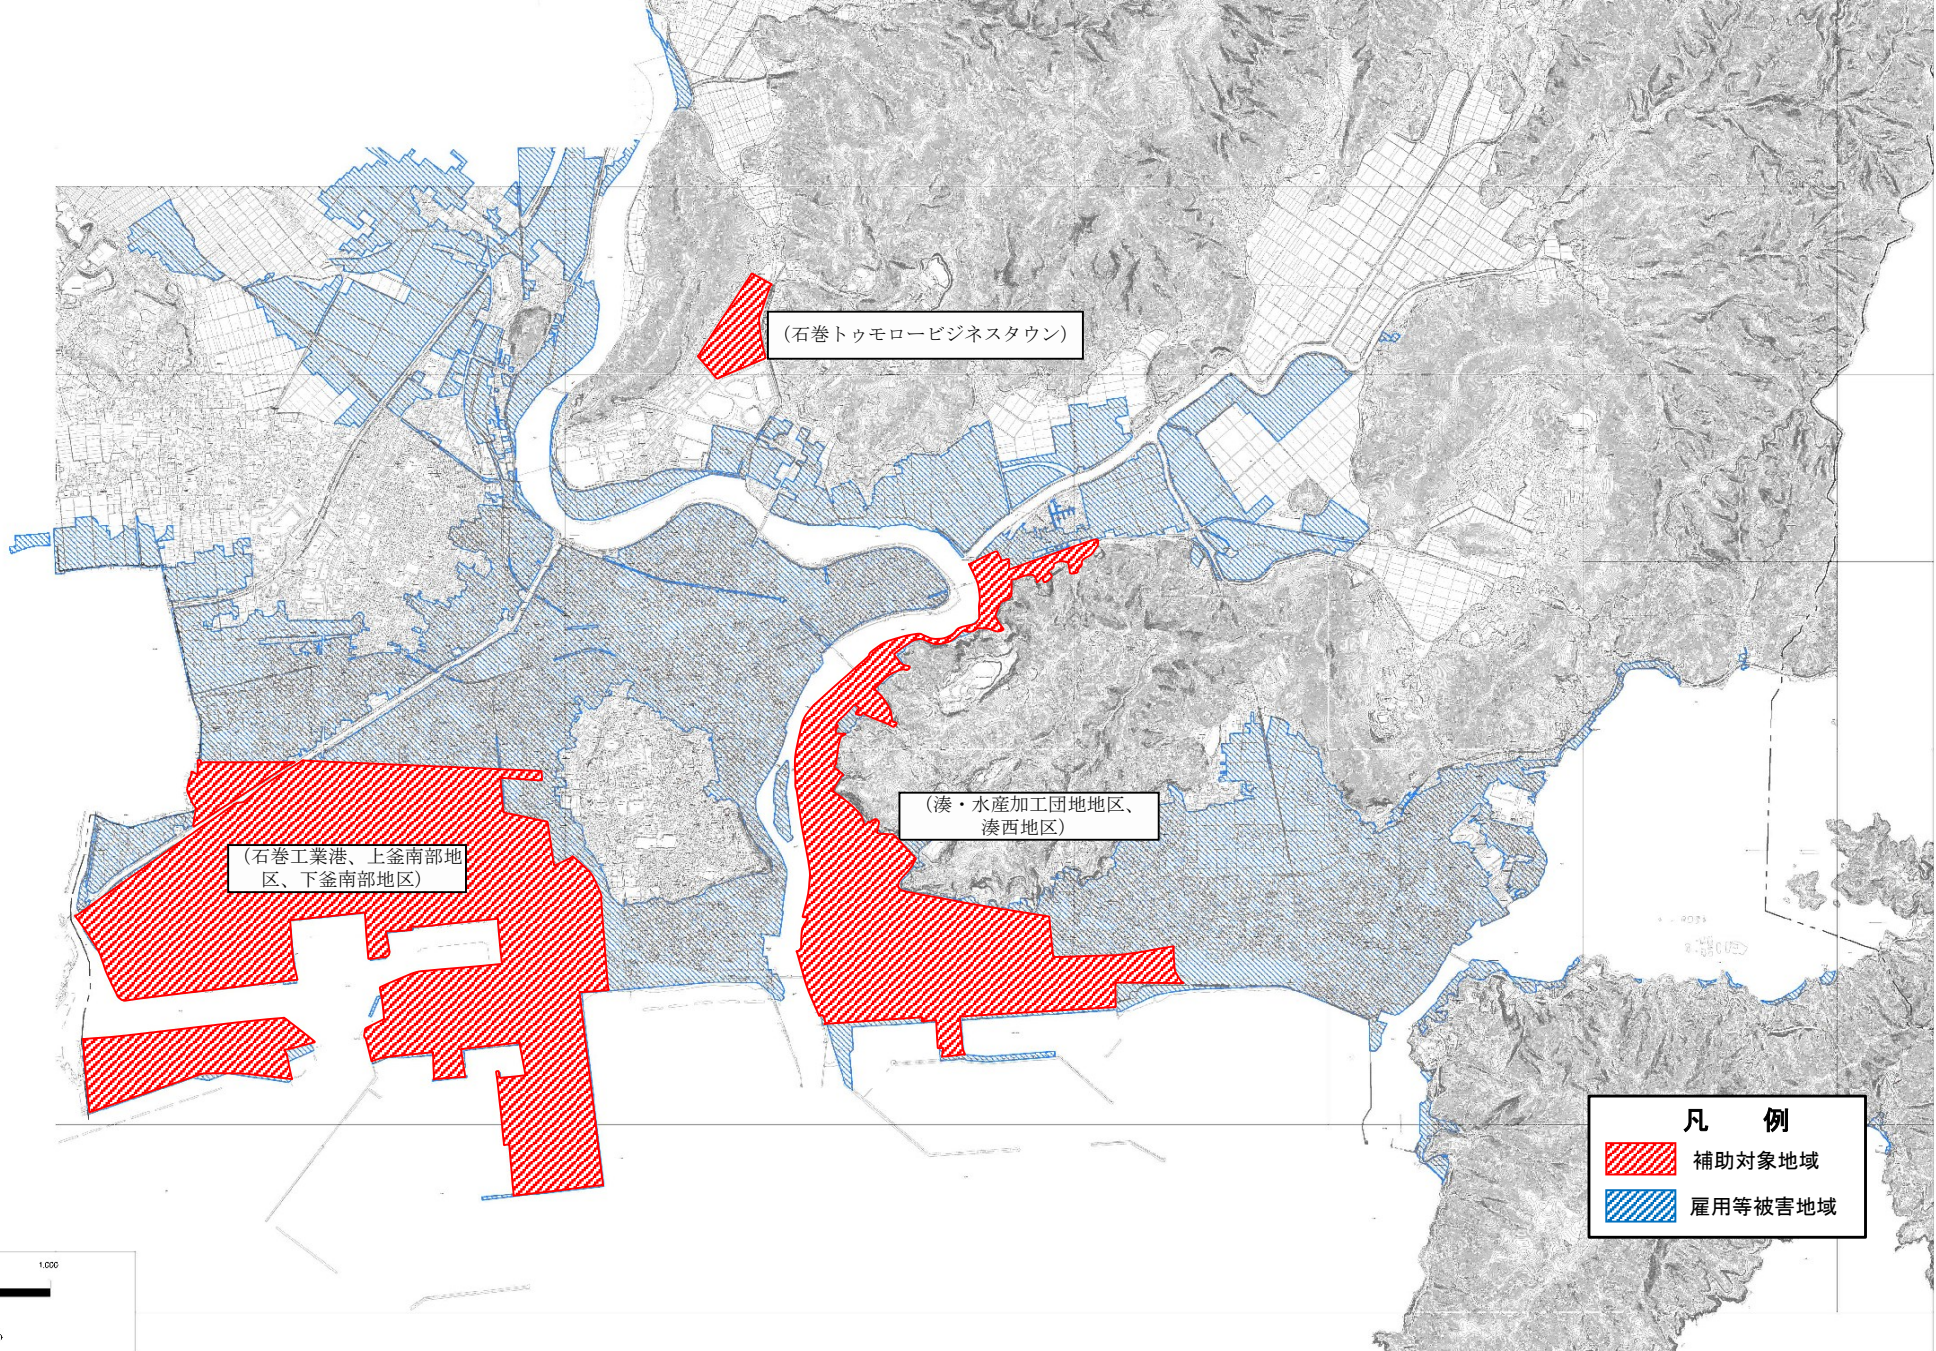 (石巻トゥモロービジネスタウン)
(湊・水産加工団地地区、
湊西地区)
(石巻工業港、上釜南部地
区、下釜南部地区)
凡 例
補助対象地域
雇用等被害地域
1,000